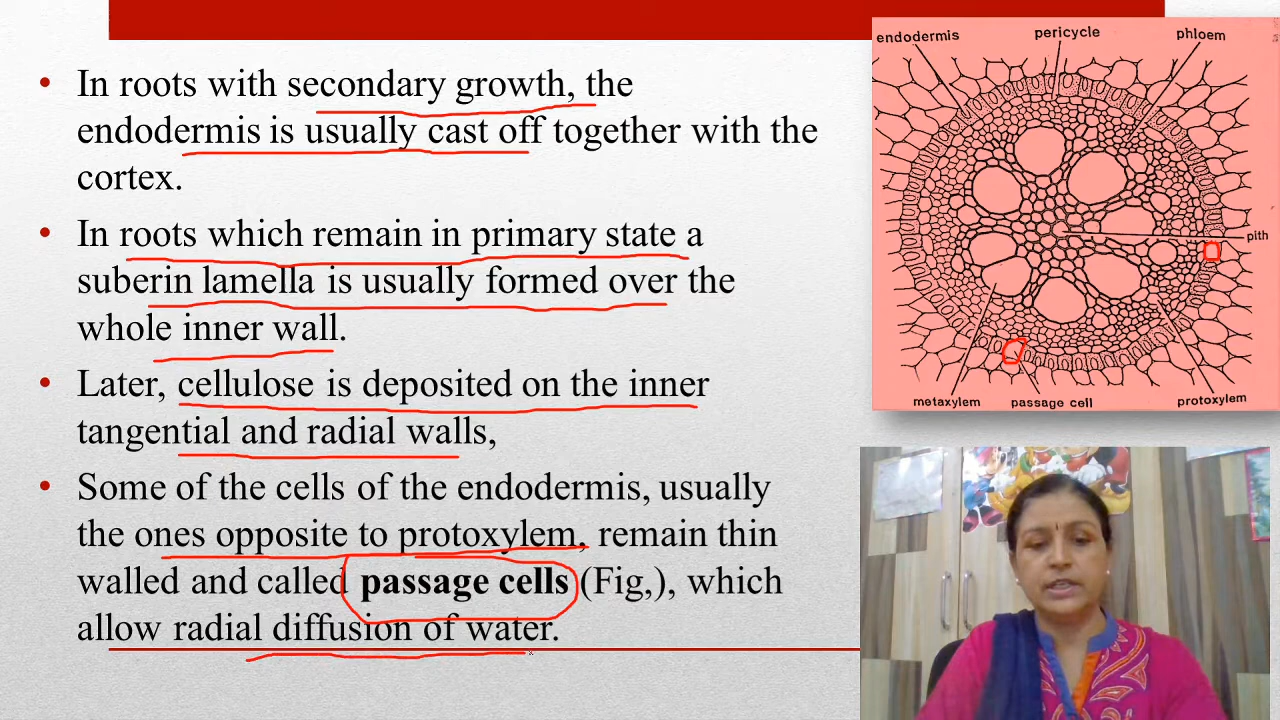 • In roots with secondary growth, the
endodermis is usually cast off together with the
cortex.
• In roots which remain in primary state a
suberin lamella is usually formed over the
whole inner wall.
• Later, cellulose is deposited on the inner
tangential and radial walls,
• Some of the cells of the endodermis, usually
the ones opposite to protoxylem, remain thin
walled and called passage cells (Fig,), which
allow radial diffusion of water.
endodermis
pericycle
phloem
pith
metaxylem
passage cell
protoxylem